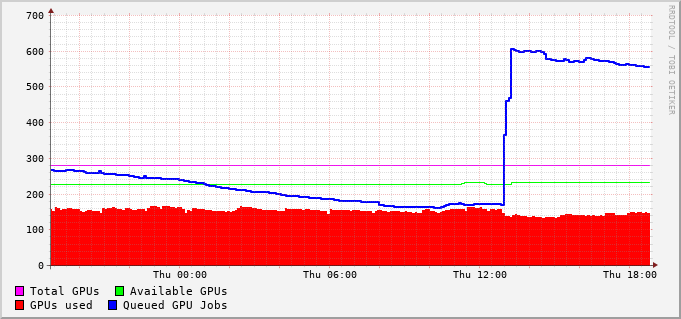 700
600
500
400
300
200
100
0
Thu 00:00 Thu 06:00 Thu 12:00 Thu 18:00
Total GPUs Available GPUs
GPUs used Queued GPU Jobs
RRDTOOL / TOBI OETIKER